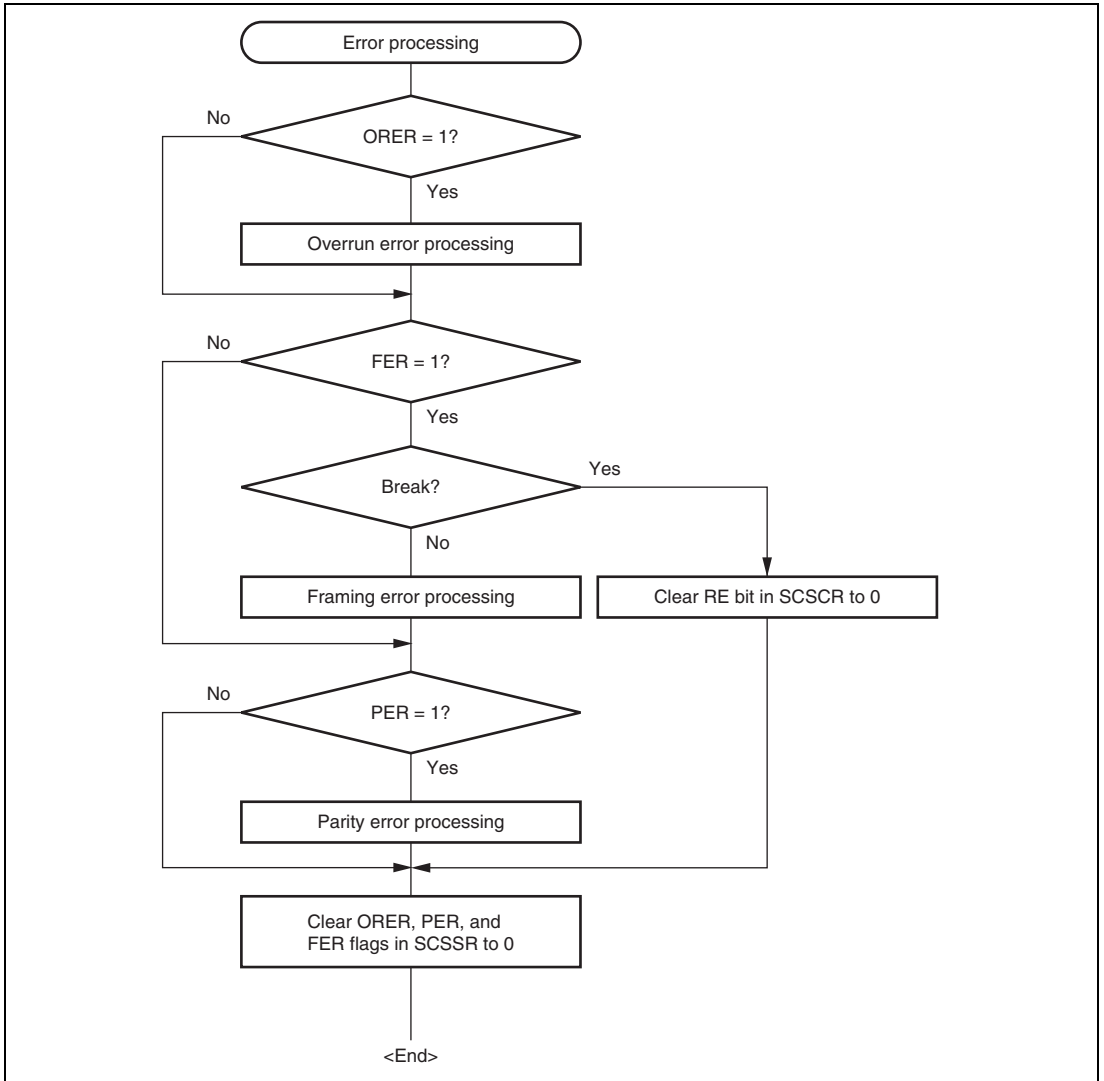 Error processing
No
ORER = 1?
Yes
Overrun error processing
No
FER = 1?
Yes
Break?
Yes
No
Framing error processing
Clear RE bit in SCSCR to 0
No
PER = 1?
Yes
Parity error processing
Clear ORER, PER, and
FER flags in SCSSR to 0
<End>